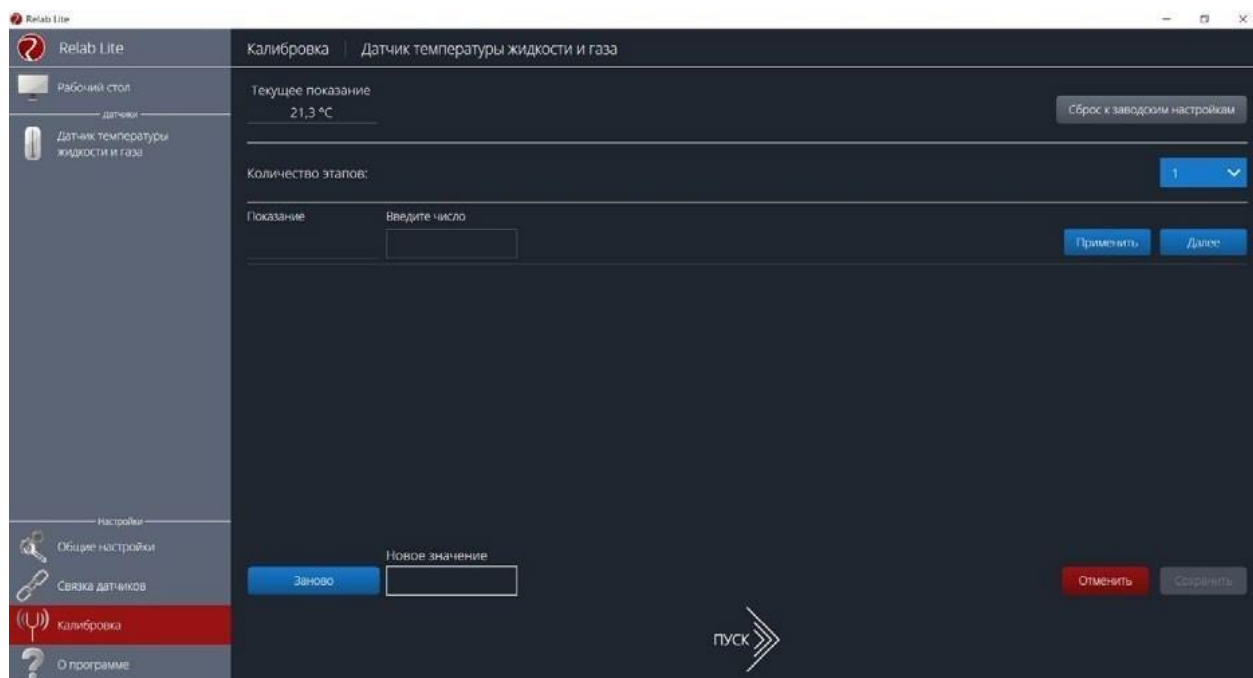 Relab Lite
Relab Lite
Калибровка
Датчик температуры жидкости и газа
Рабочий стол
Датчики
Датчик температуры
жидкости и газа
Текущее показание
21,3 °C
Сброс к заводским настройкам
Количество этапов:
1
Показание
Введите число
Применить
Далее
Настройки
Общие настройки
Связка датчиков
Калибровка
О программе
Новое значение
Заново
Отменить
Сохранить
ПУСК